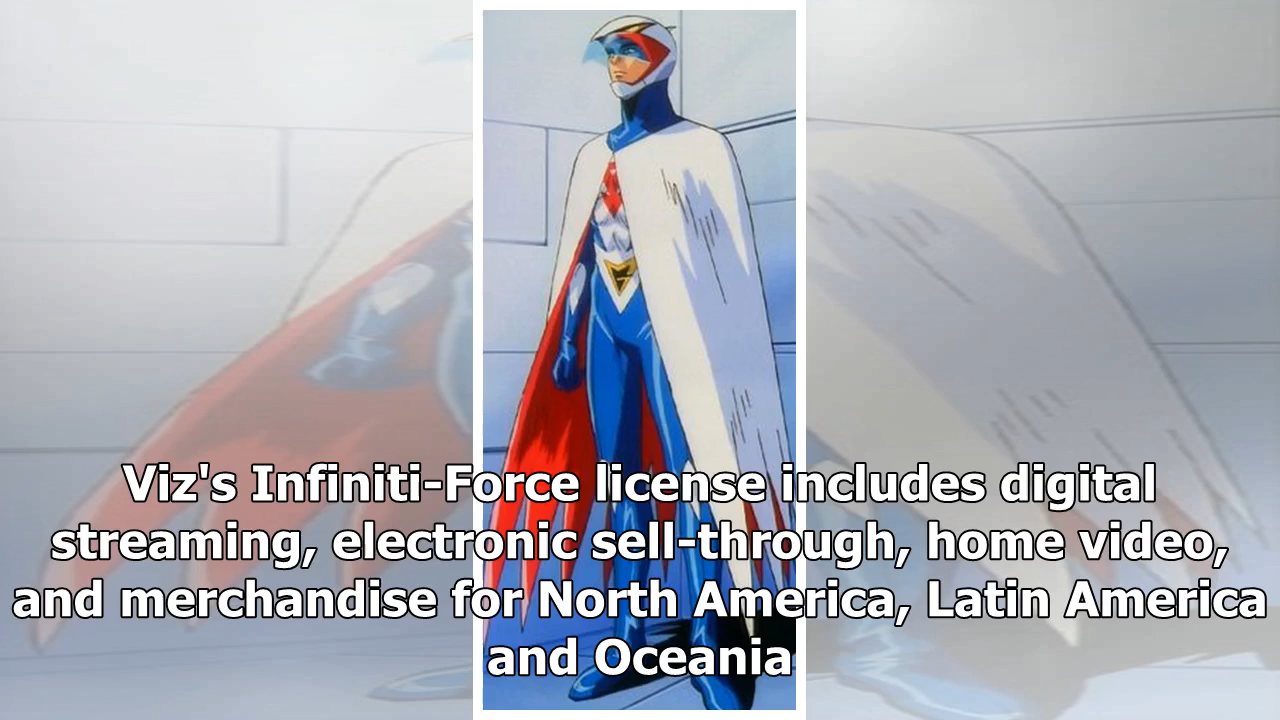 Viz's Infiniti-Force license includes digital
streaming, electronic sell-through, home video,
and merchandise for North America, Latin America
and Oceania